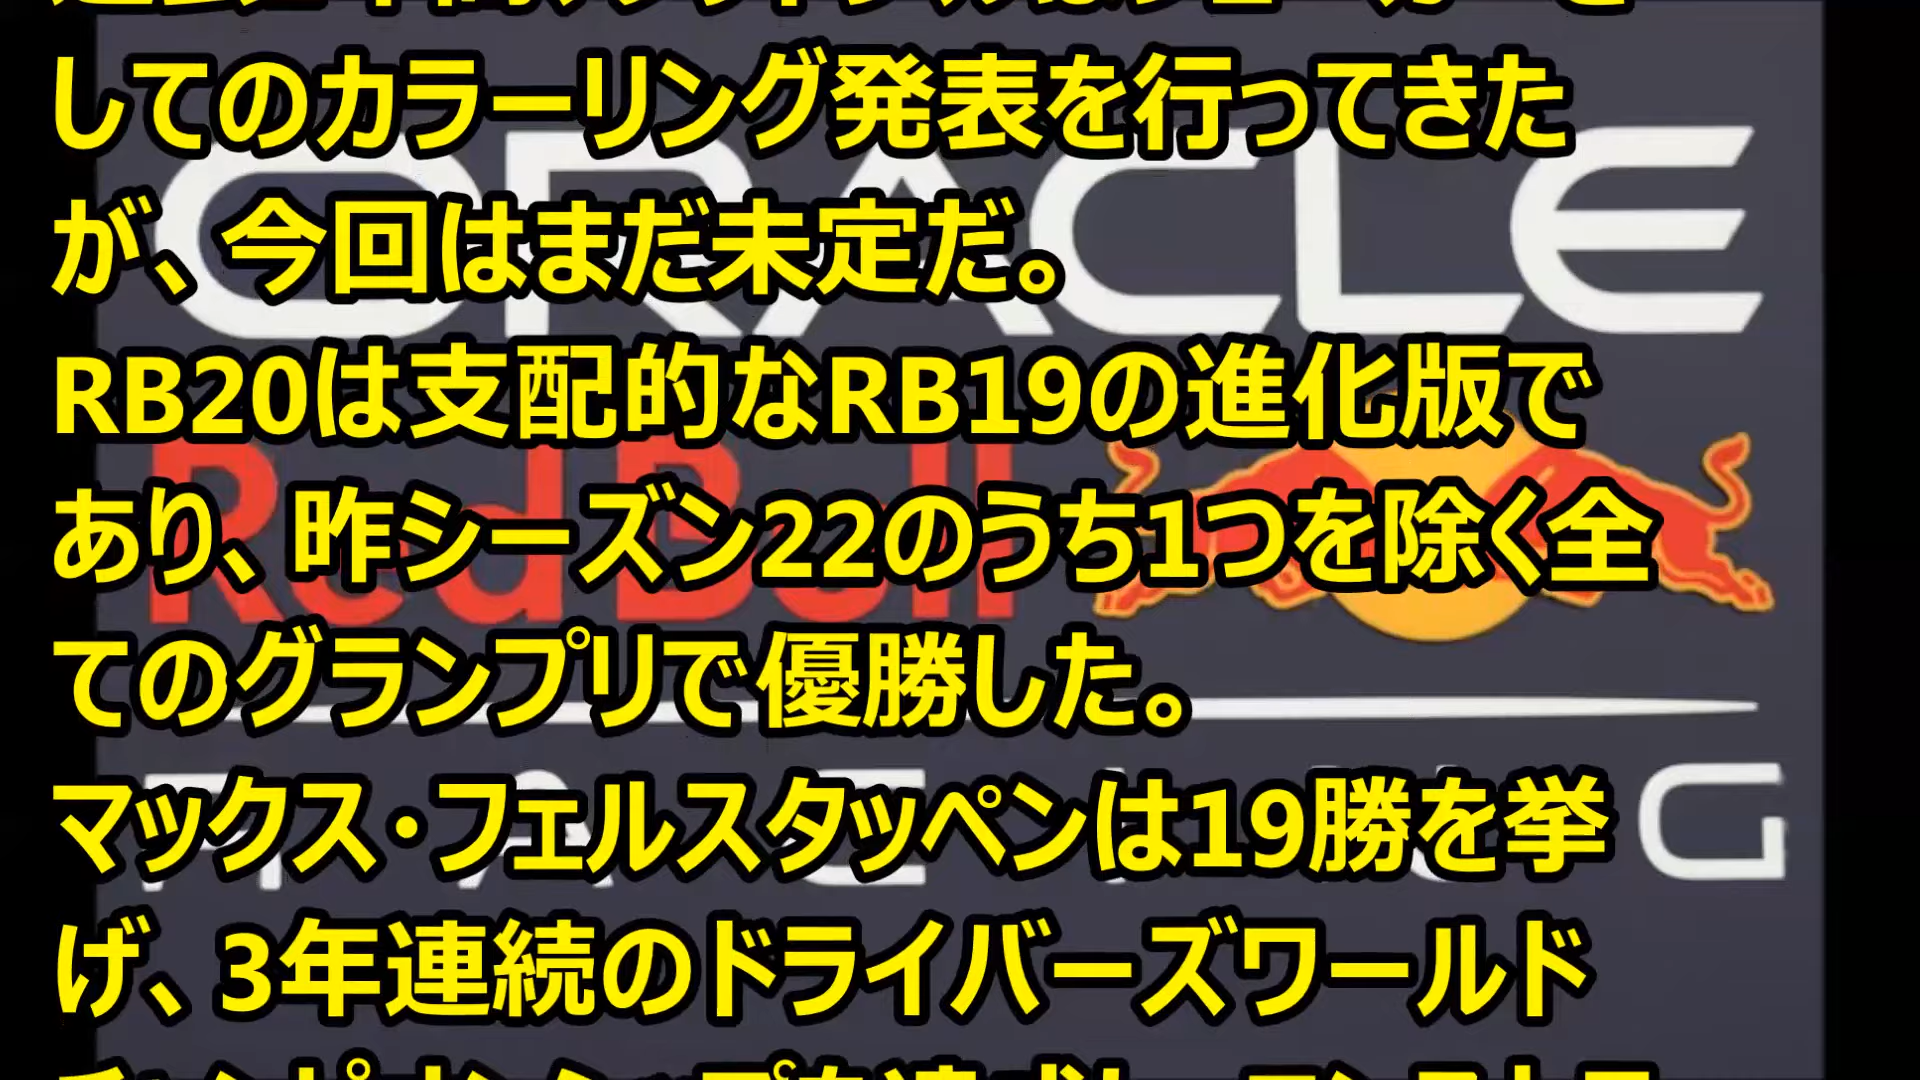 してのカラーリング発表を行ってきた
が、今回はまだ未定だ。
RB20は支配的なRB19の進化版で
あり、昨シーズン22のうち1つを除く全
てのグランプリで優勝した。
マックス・フェルスタッペンは19勝を挙
げ、3年連続のドライバーズワールド
ORACLE
Red Bull
RACING